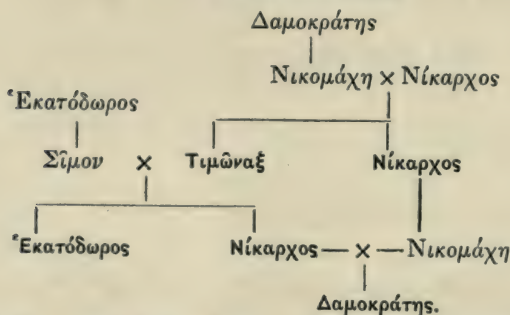 Δαμοκράτης
Νικομάχη × Νίκαρχος
Ἑκατόδωρος
Σῖμον × Τιμῶναξ Νίκαρχος
Ἑκατόδωρος Νίκαρχος — × — Νικομάχη
Δαμοκράτης.